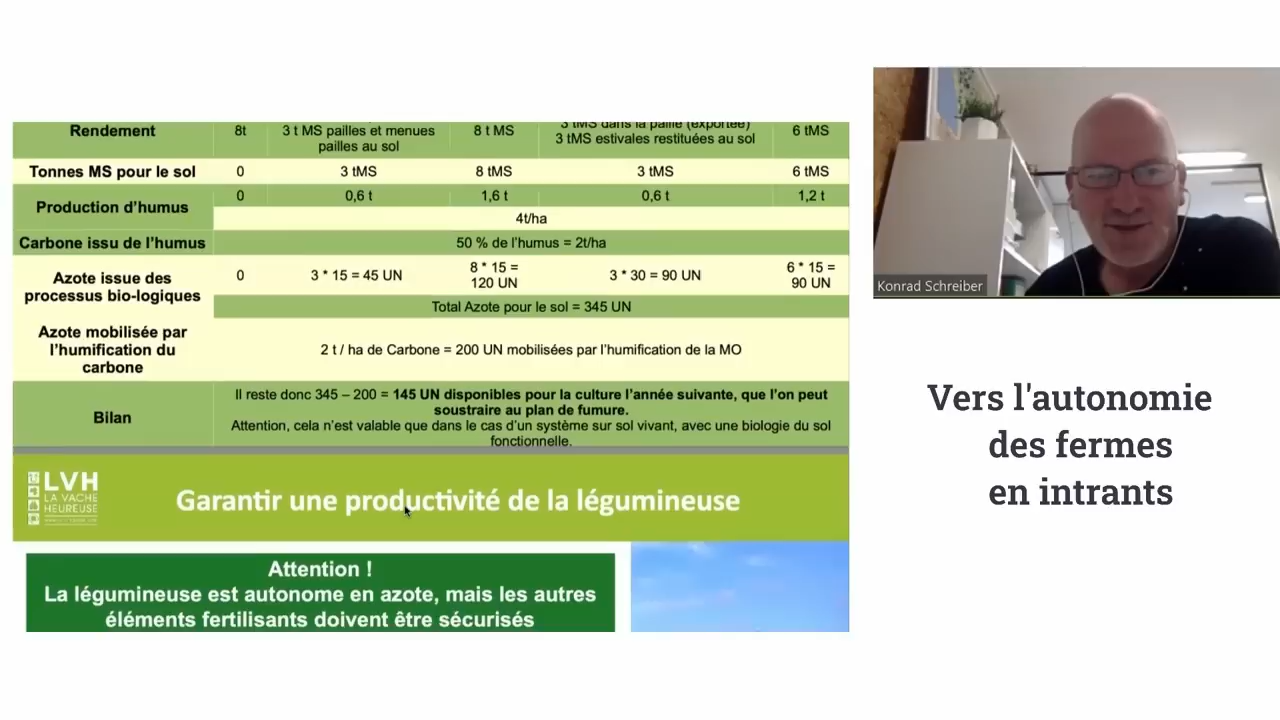 Rendement
8t
3 t MS pailles et menues
pailles au sol
8 t MS
3 tMS dans la paille (exportée)
3 tMS estivales restituées au sol
6 tMS
Tonnes MS pour le sol
0
3 tMS
8 tMS
3 tMS
6 tMS
Production d'humus
0
0,6 t
1,6 t
0,6 t
1,2 t
4t/ha
Carbone issu de l'humus
50 % de l'humus = 2t/ha
Azote issue des
processus bio-logiques
0
3 * 15 = 45 UN
8 * 15 =
120 UN
3 * 30 = 90 UN
6 * 15 =
90 UN
Total Azote pour le sol = 345 UN
Azote mobilisée par
l'humification du
carbone
2 t / ha de Carbone = 200 UN mobilisées par l'humification de la MO
Bilan
Il reste donc 345 – 200 = 145 UN disponibles pour la culture l'année suivante, que l'on peut
soustraire au plan de fumure.
Attention, cela n'est valable que dans le cas d'un système sur sol vivant, avec une biologie du sol
fonctionnelle.
LVH
LA VACHE
HEUREUSE
Garantir une productivité de la légumineuse
Attention !
La légumineuse est autonome en azote, mais les autres
éléments fertilisants doivent être sécurisés
Konrad Schreiber
Vers l'autonomie
des fermes
en intrants